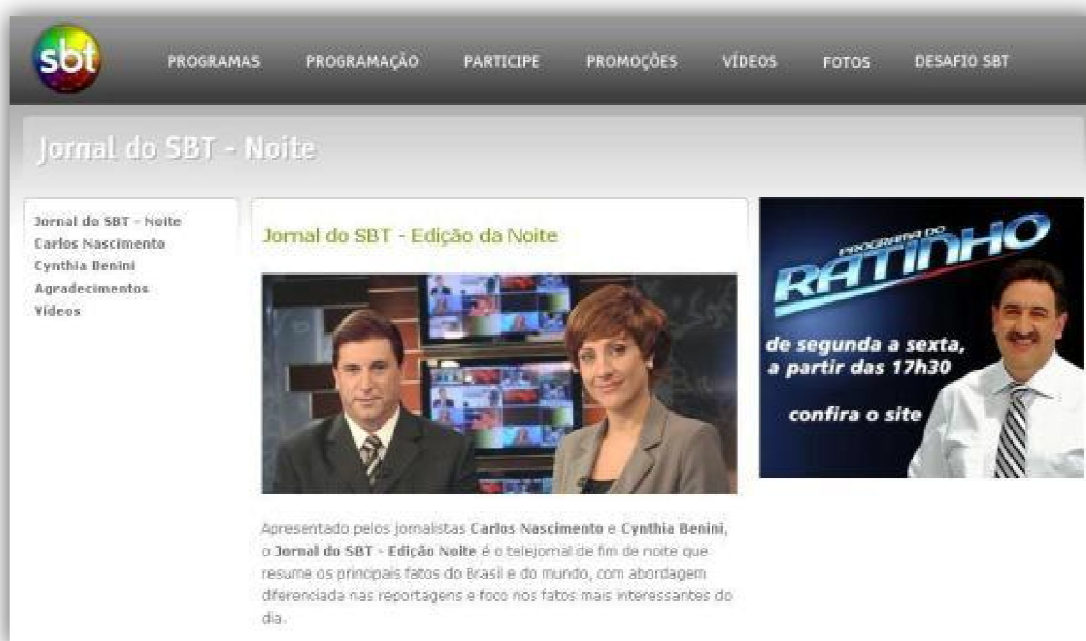 sbt
PROGRAMAS PROGRAMAÇÃO PARTICIPE PROMOÇÕES VÍDEOS FOTOS DESAFIO SBT
Jornal do SBT - Noite
Jornal do SBT - Noite
Carlos Nascimento
Cynthia Benini
Agradecimentos
Vídeos
Jornal do SBT - Edição da Noite
Apresentado pelos jornalistas Carlos Nascimento e Cynthia Benini,
o Jornal do SBT - Edição Noite é o telejornal de fim de noite que
resume os principais fatos do Brasil e do mundo, com abordagem
diferenciada nas reportagens e foco nos fatos mais interessantes do
dia.
PROGRAMA DO
RATINHO
de segunda a sexta,
a partir das 17h30
confira o site